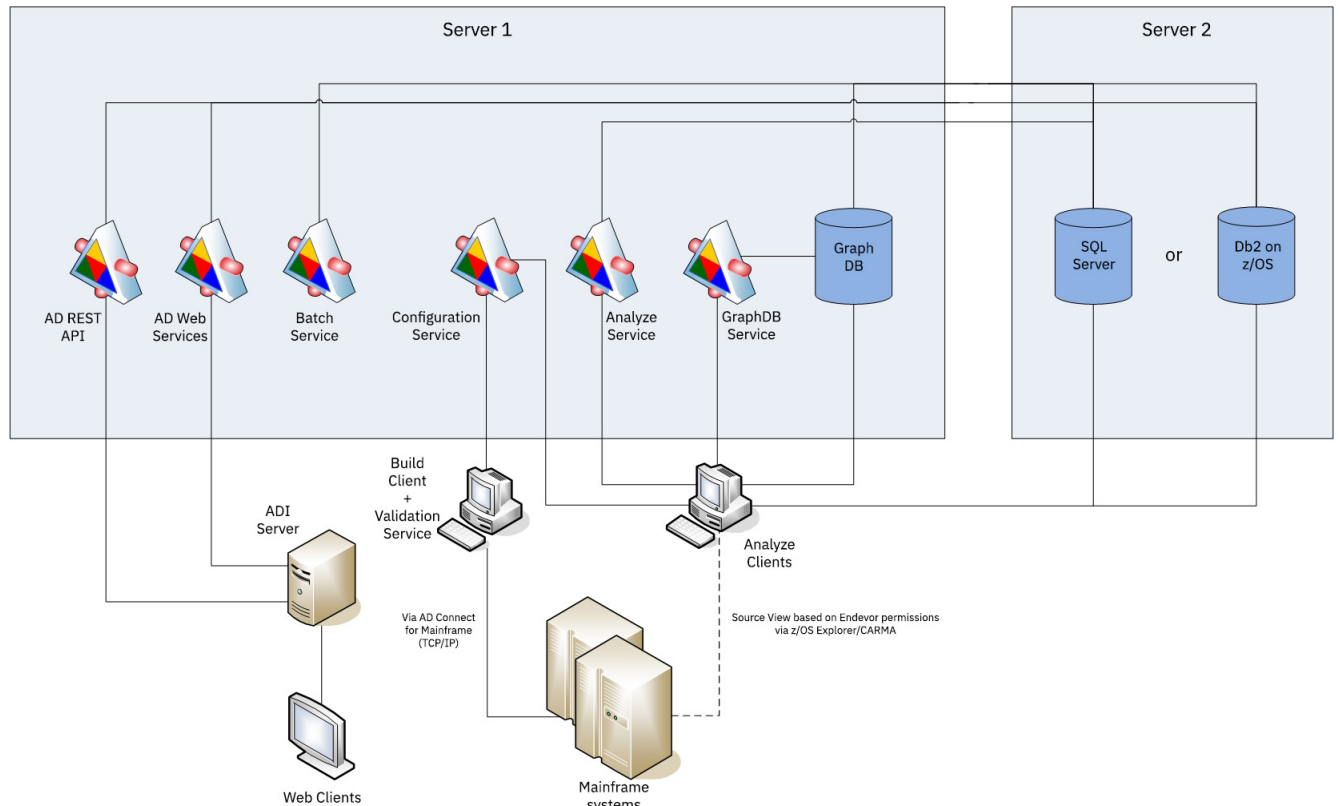 Server 1
Server 2
AD REST
API
AD Web
Services
Batch
Service
Configuration
Service
Analyze
Service
GraphDB
Service
Graph
DB
SQL
Server
or
Db2 on
z/OS
Build
Client
+
Validation
Service
ADI
Server
Analyze
Clients
Via AD Connect
for Mainframe
(TCP/IP)
Source View based on Endevor permissions
via z/OS Explorer/CARMA
Web Clients
Mainframe
systems